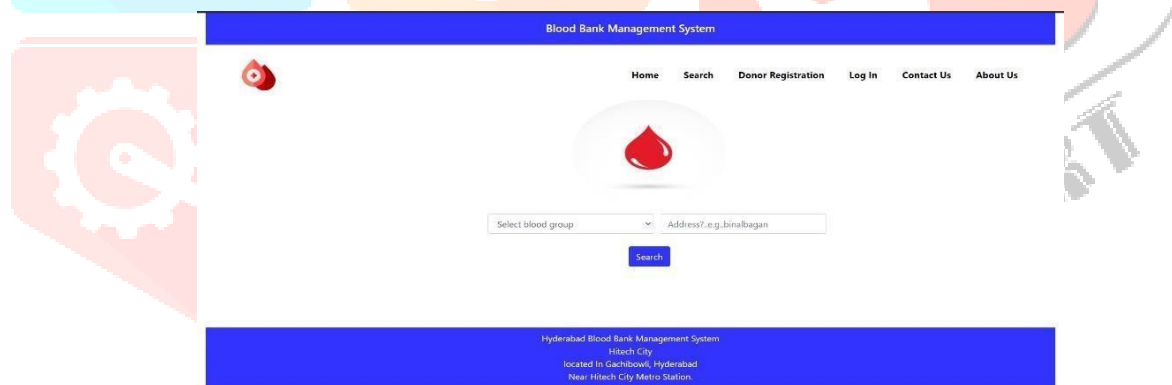 Blood Bank Management System
Home Search Donor Registration Log In Contact Us About Us
Select blood group Address?..e.g..binalbagan
Search
Hyderabad Blood Bank Management System
Hitech City
located In Gachibowli, Hyderabad
Near Hitech City Metro Station.